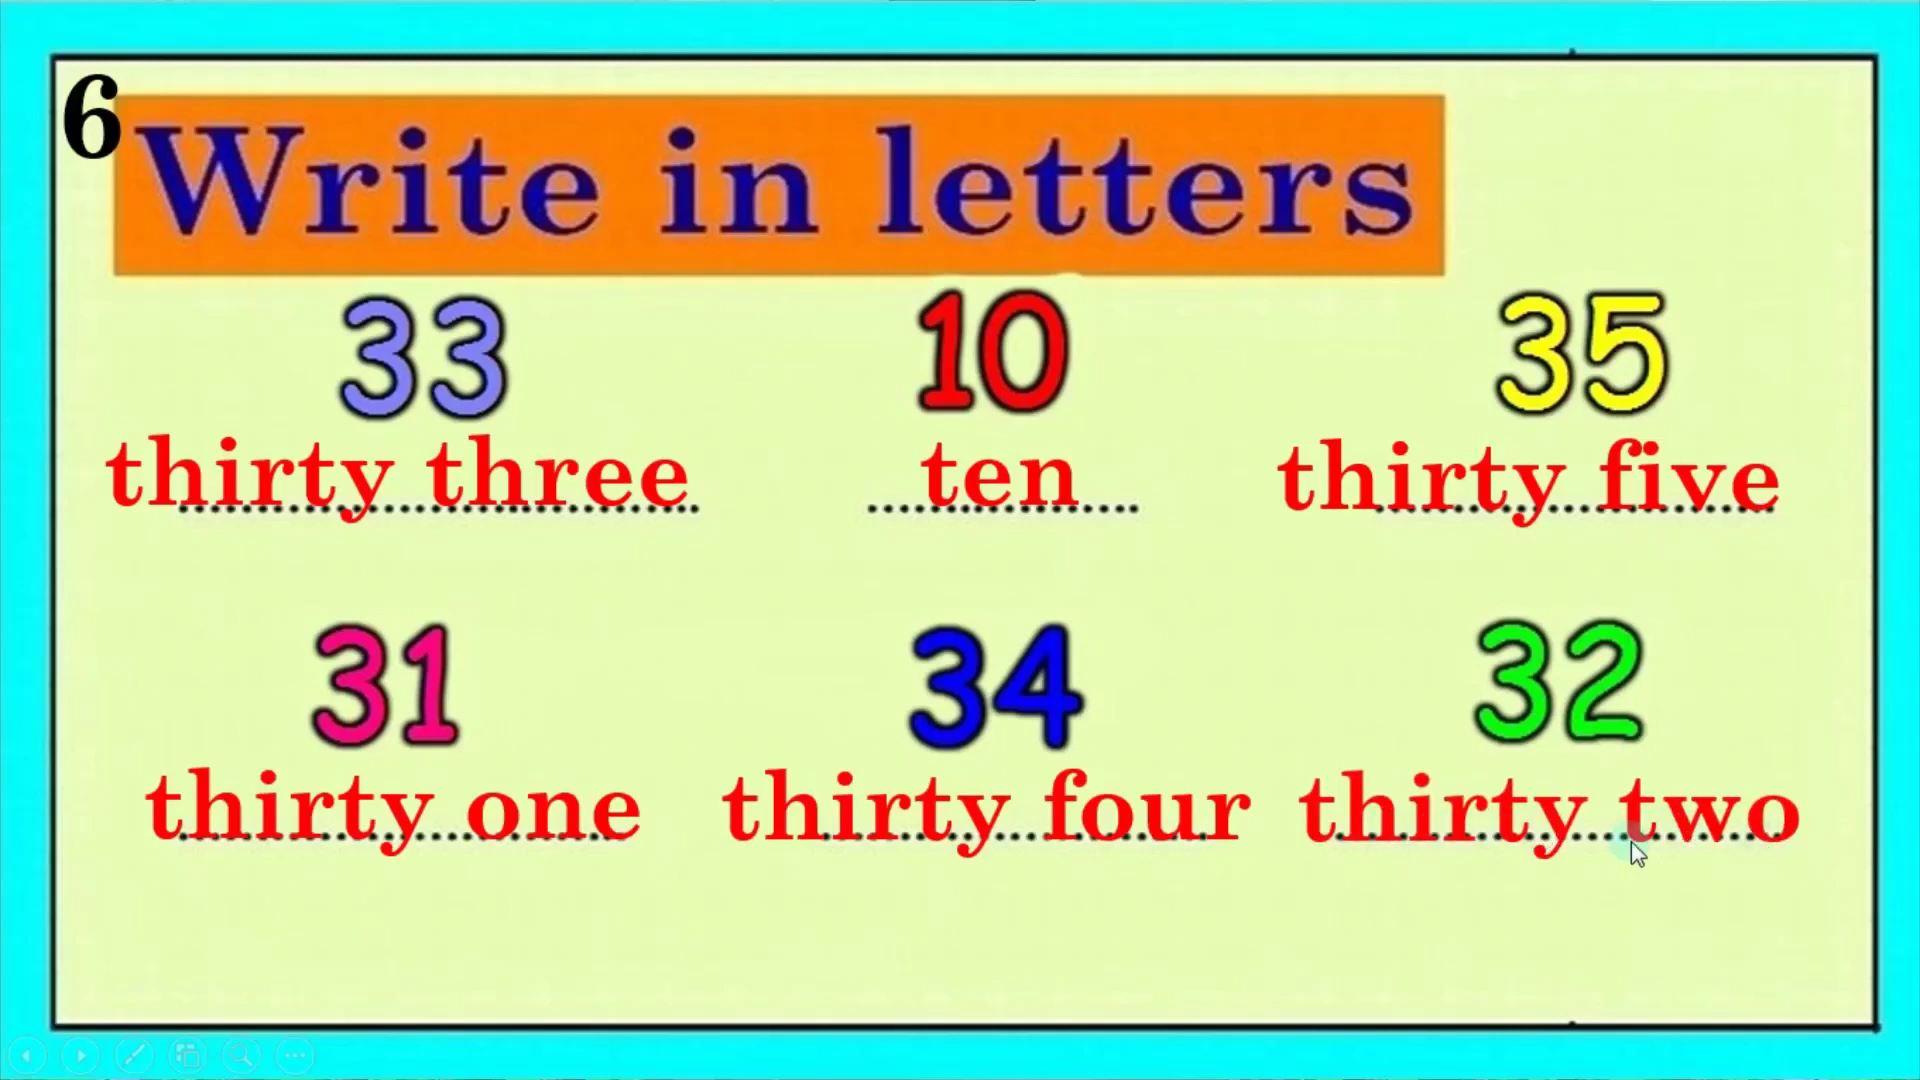 6
Write in letters
33 10 35
thirty three ten thirty five
31 34 32
thirty one thirty four thirty two